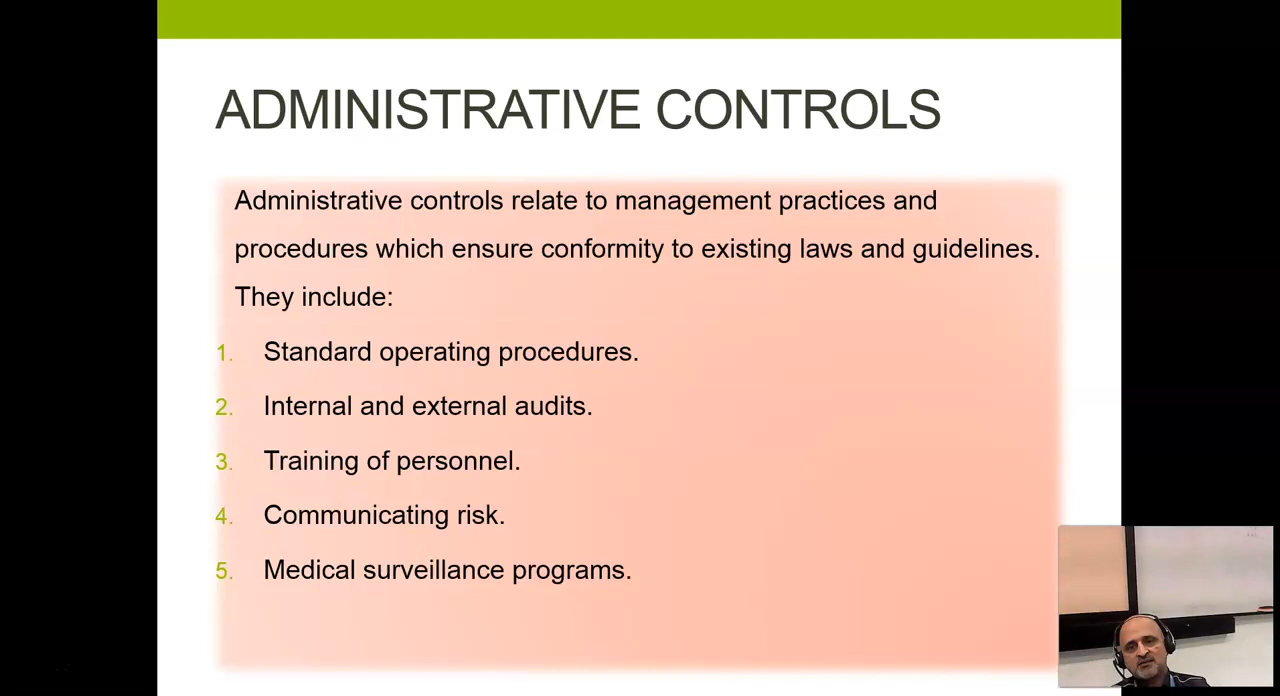 ADMINISTRATIVE CONTROLS
Administrative controls relate to management practices and
procedures which ensure conformity to existing laws and guidelines.
They include:
1. Standard operating procedures.
2. Internal and external audits.
3. Training of personnel.
4. Communicating risk.
5. Medical surveillance programs.